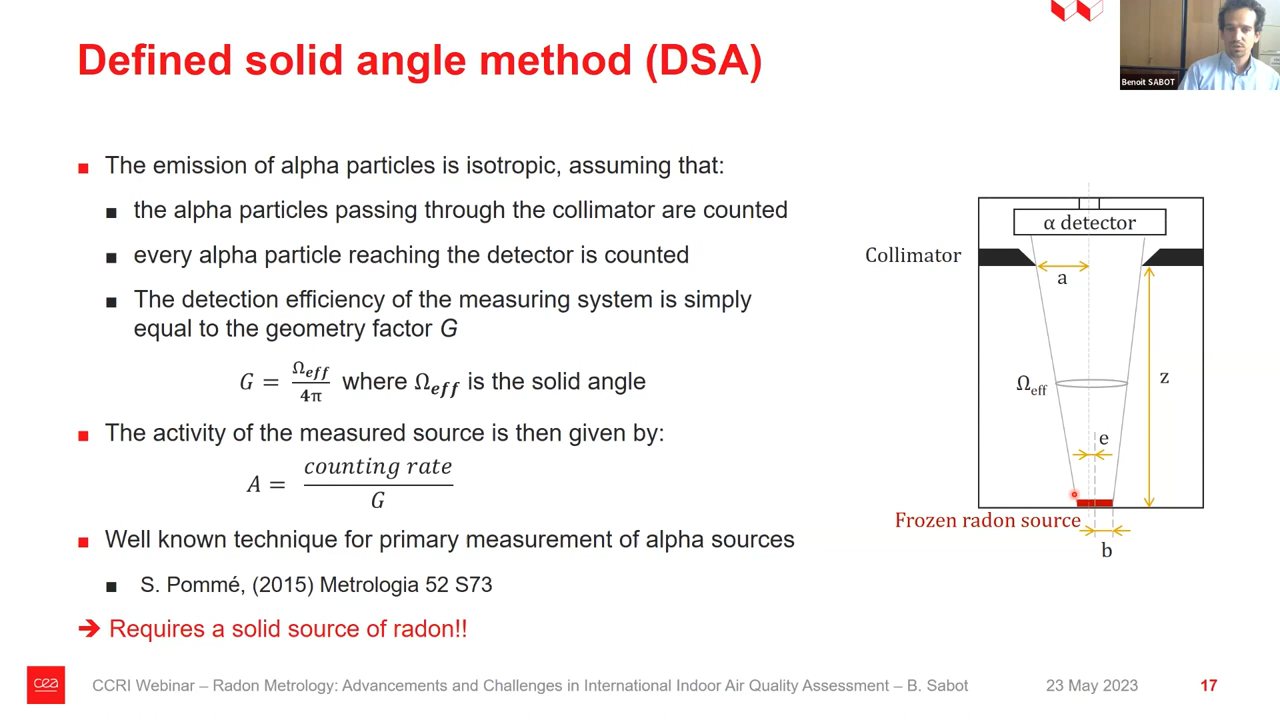 Defined solid angle method (DSA)
Benoit SABOT
The emission of alpha particles is isotropic, assuming that:
the alpha particles passing through the collimator are counted
every alpha particle reaching the detector is counted
The detection efficiency of the measuring system is simply
equal to the geometry factor G
G = Ωeff/4π where Ωeff is the solid angle
The activity of the measured source is then given by:
A = counting rate/G
Well known technique for primary measurement of alpha sources
S. Pommé, (2015) Metrologia 52 S73
➔ Requires a solid source of radon!!
α detector
Collimator
a
Ωeff
z
e
Frozen radon source
b
cea
CCRI Webinar – Radon Metrology: Advancements and Challenges in International Indoor Air Quality Assessment – B. Sabot
23 May 2023
17